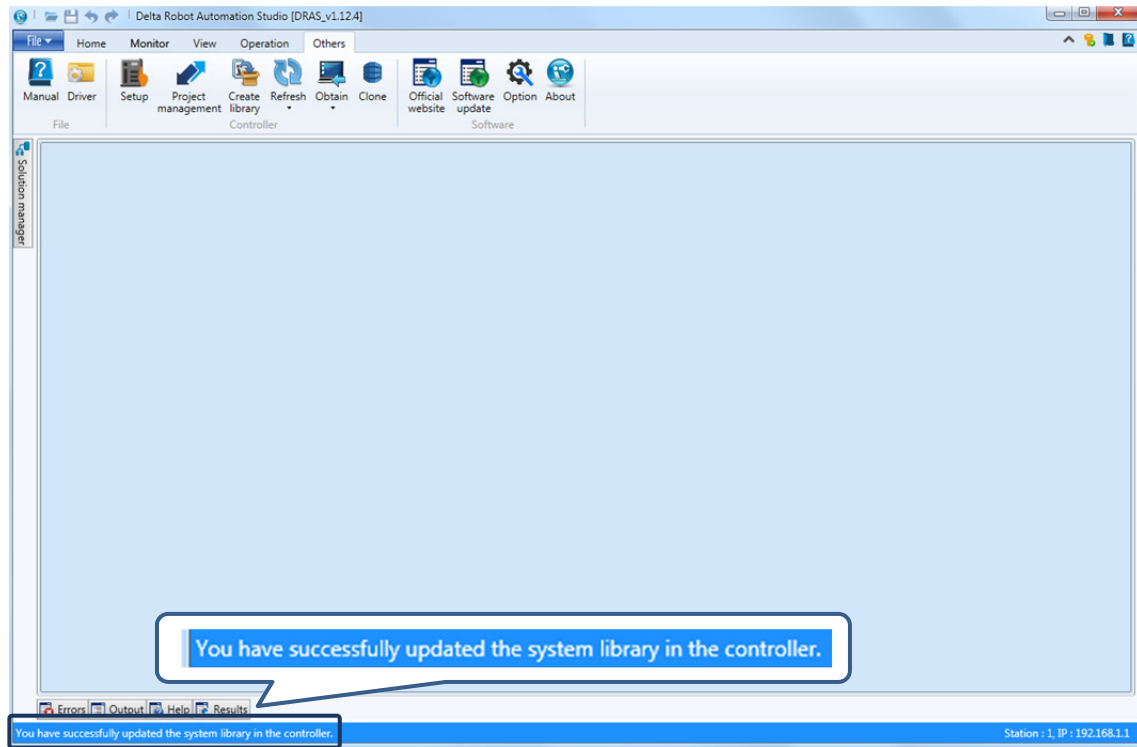 Delta Robot Automation Studio [DRAS_v1.12.4]
File Home Monitor View Operation Others
Manual Driver Setup Project management Create library Refresh Obtain Clone Official website Software update Option About
File Controller Software
Solution manager
You have successfully updated the system library in the controller.
Errors Output Help Results
You have successfully updated the system library in the controller. Station : 1, IP : 192.168.1.1